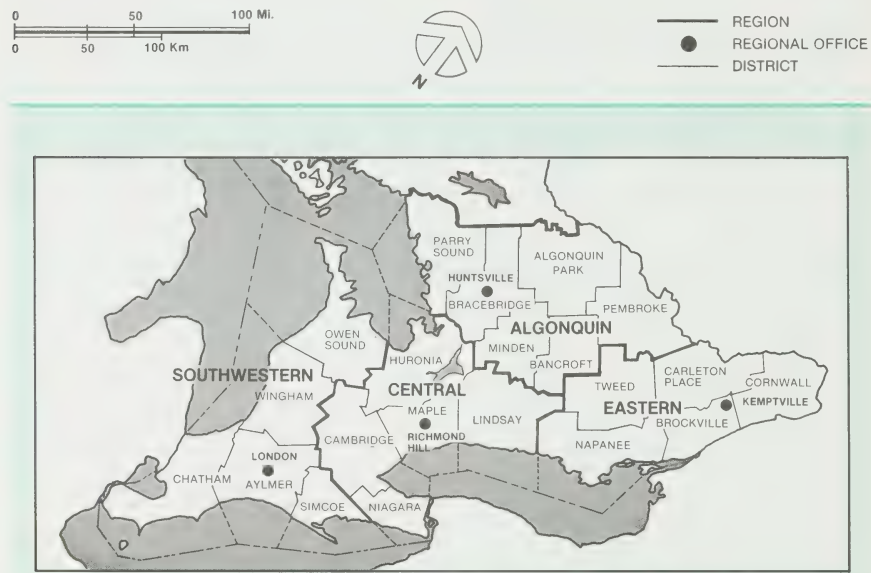 0 50 100 Mi.
0 50 100 Km
N
REGION
REGIONAL OFFICE
DISTRICT
PARRY
SOUND
ALGONQUIN
PARK
HUNTSVILLE
BRACEBRIDGE
PEMBROKE
ALGONQUIN
OWEN
SOUND
MINDEN
HURONIA
BANCROFT
CARLETON
PLACE
SOUTHWESTERN
CENTRAL
TWEED
CORNWALL
WINGHAM
MAPLE
LINDSAY
EASTERN
KEMPTVILLE
BROCKVILLE
CAMBRIDGE
RICHMOND
HILL
NAPANEE
LONDON
CHATHAM
AYLMER
SIMCOE
NIAGARA